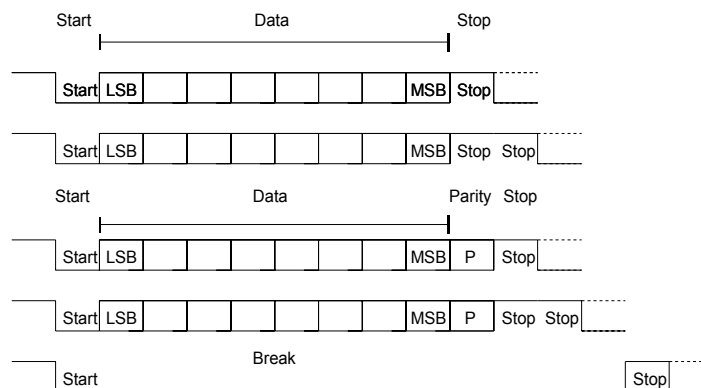 Start Data Stop
Start LSB MSB Stop
Start LSB MSB Stop Stop
Start Data Parity Stop
Start LSB MSB P Stop
Start LSB MSB P Stop Stop
Break
Start Stop